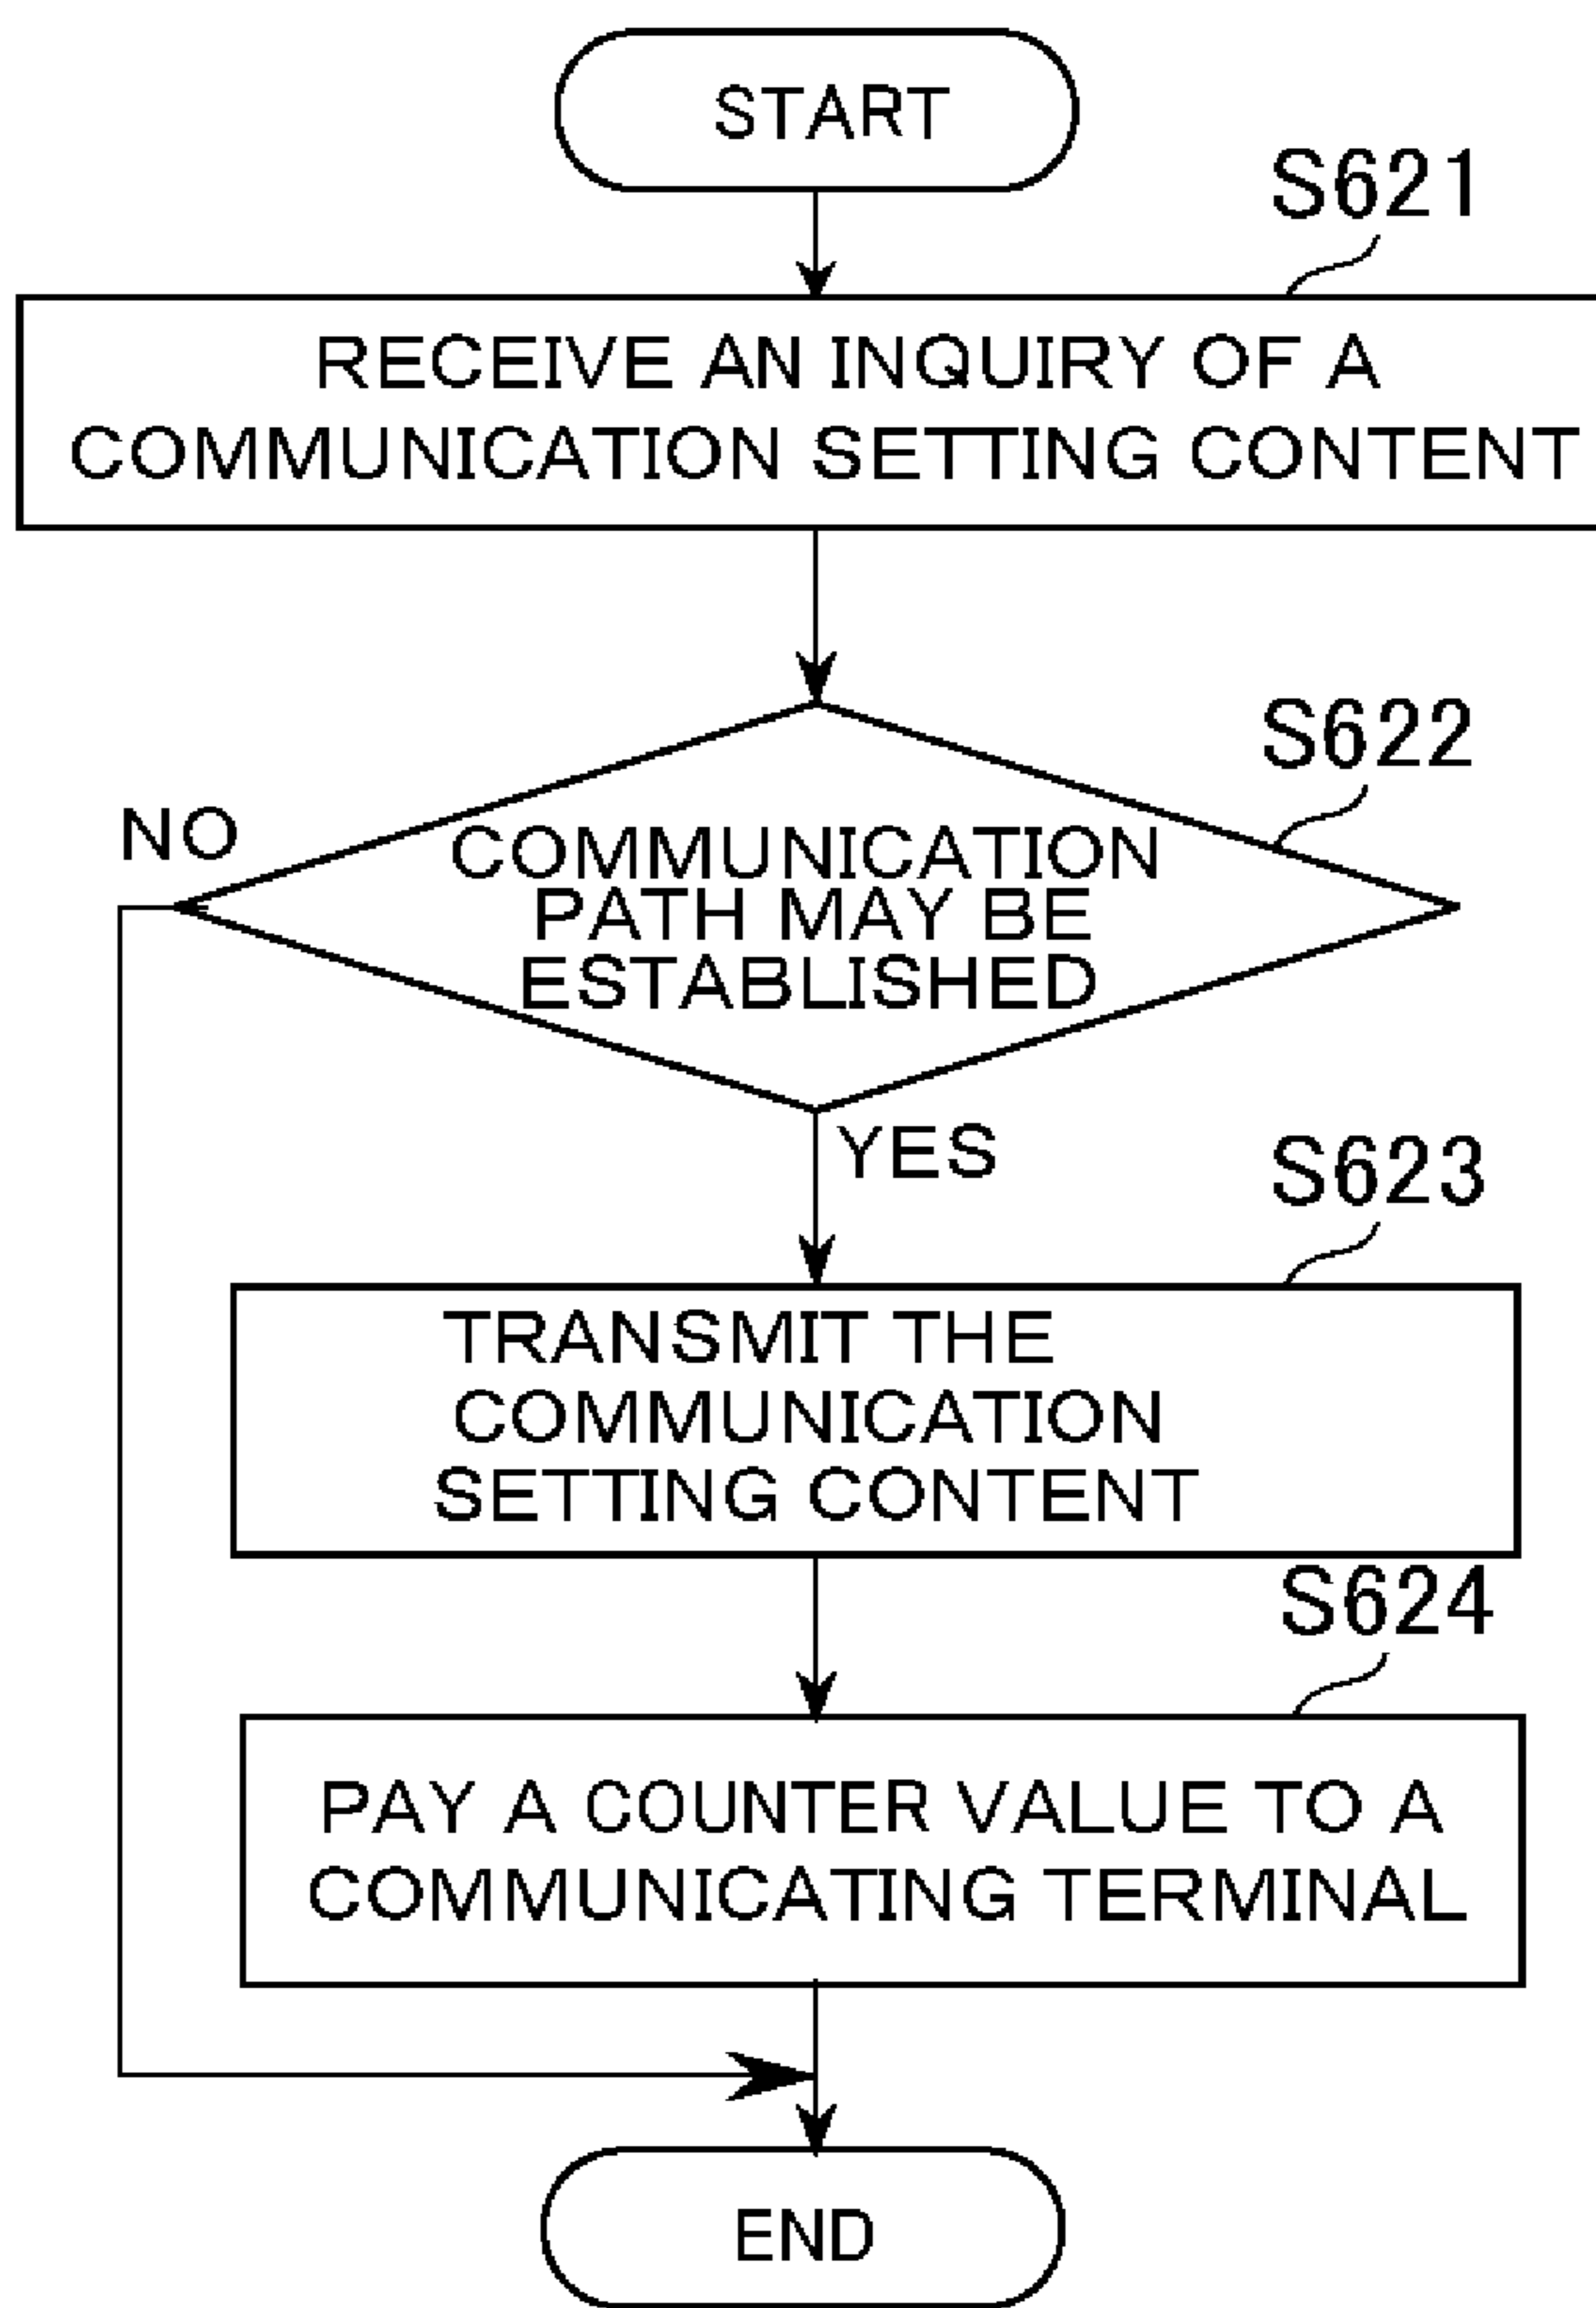 START
S621
RECEIVE AN INQUIRY OF A
COMMUNICATION SETTING CONTENT
S622
NO
COMMUNICATION
PATH MAY BE
ESTABLISHED
YES
S623
TRANSMIT THE
COMMUNICATION
SETTING CONTENT
S624
PAY A COUNTER VALUE TO A
COMMUNICATING TERMINAL
END